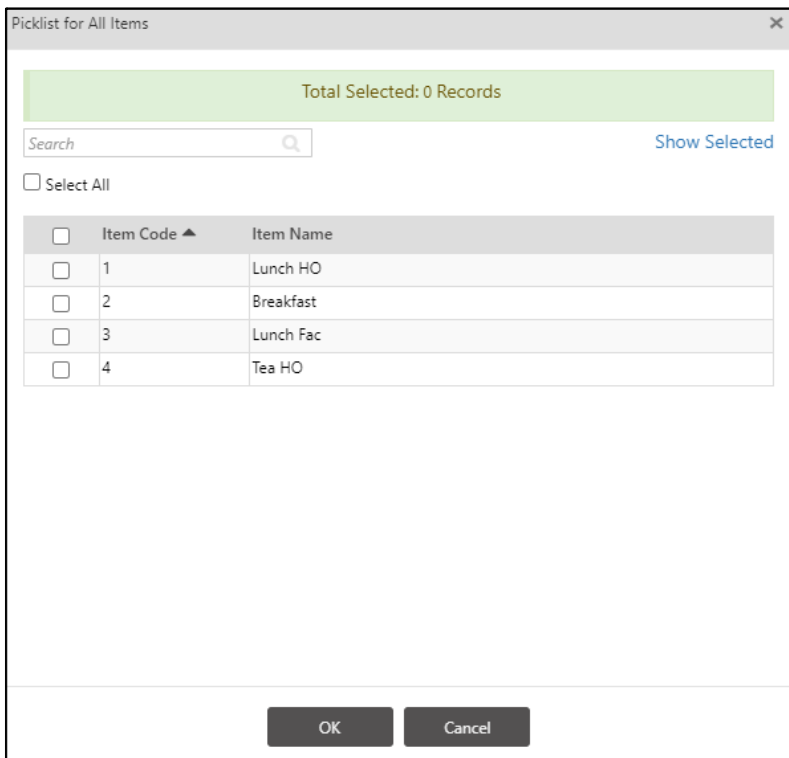 Picklist for All Items
Total Selected: 0 Records
Search
Show Selected
Select All
Item Code Item Name
1 Lunch HO
2 Breakfast
3 Lunch Fac
4 Tea HO
OK Cancel